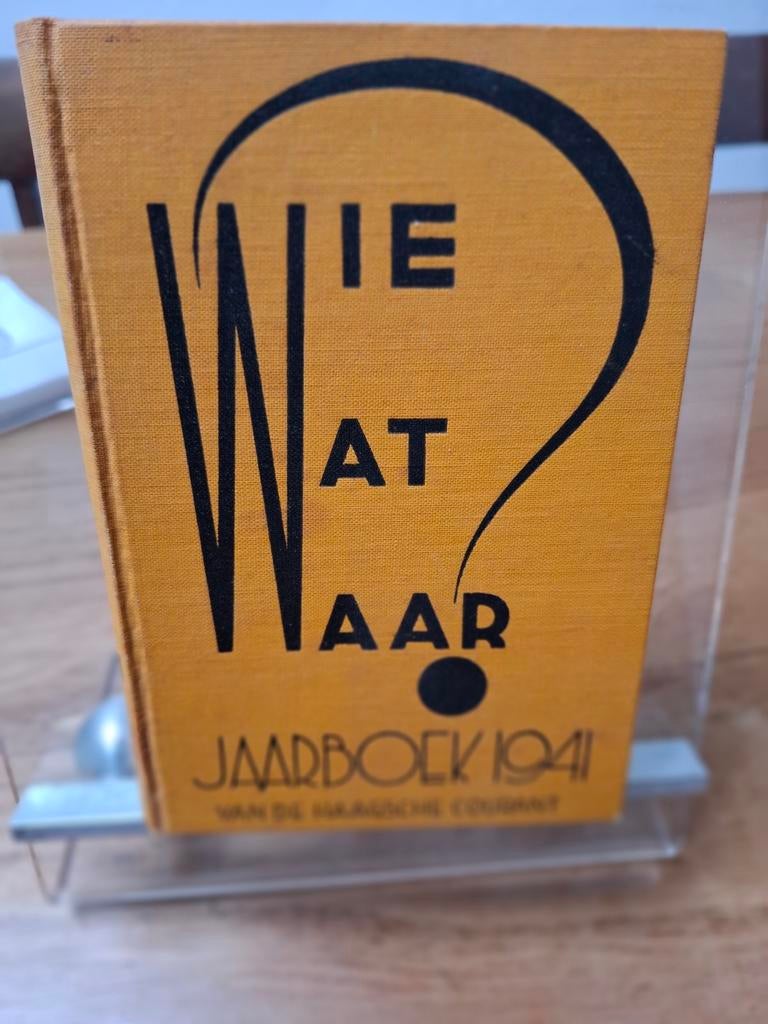 WIE
WAT
WAAR?
JAARBOEK 1941
VAN DE HAAGSCHE COURANT